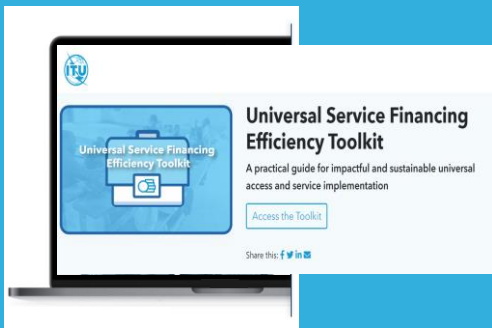 ITU
Universal Service Financing
Efficiency Toolkit
Universal Service Financing
Efficiency Toolkit
A practical guide for impactful and sustainable universal
access and service implementation
Access the Toolkit
Share this: